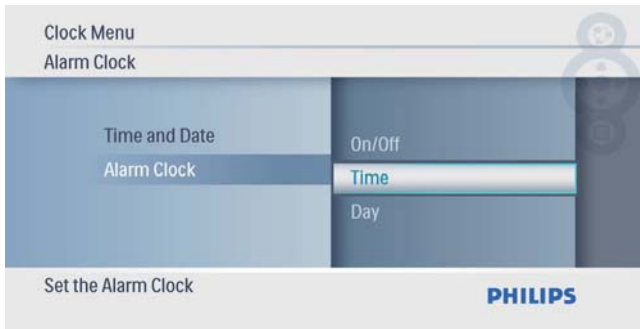 Clock Menu
Alarm Clock
Time and Date
Alarm Clock
On/Off
Time
Day
Set the Alarm Clock
PHILIPS